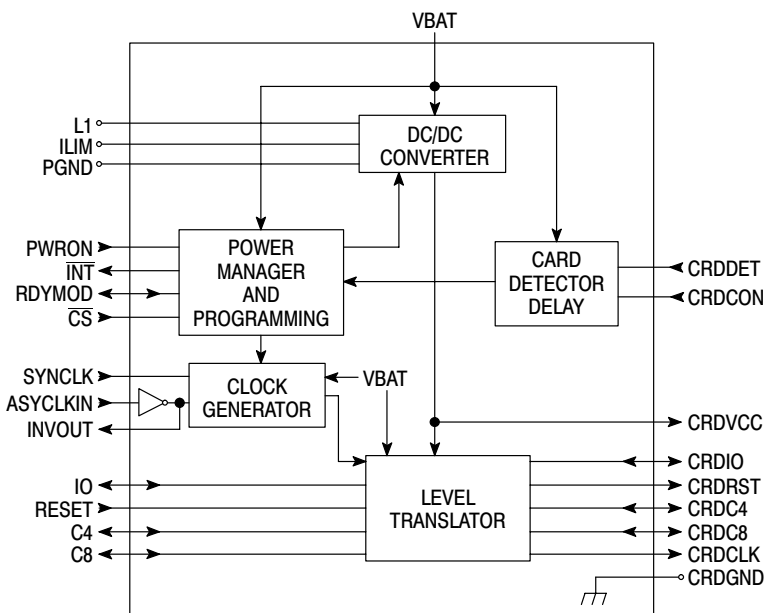 VBAT
L1
ILIM
PGND
DC/DC
CONVERTER
PWRON
INT
RDYMOD
CS
POWER
MANAGER
AND
PROGRAMMING
CARD
DETECTOR
DELAY
CRDDET
CRDCON
SYNCLK
ASYCLKIN
INVOUT
CLOCK
GENERATOR
VBAT
CRDVCC
IO
RESET
C4
C8
LEVEL
TRANSLATOR
CRDIO
CRDRST
CRDC4
CRDC8
CRDCLK
CRDGND